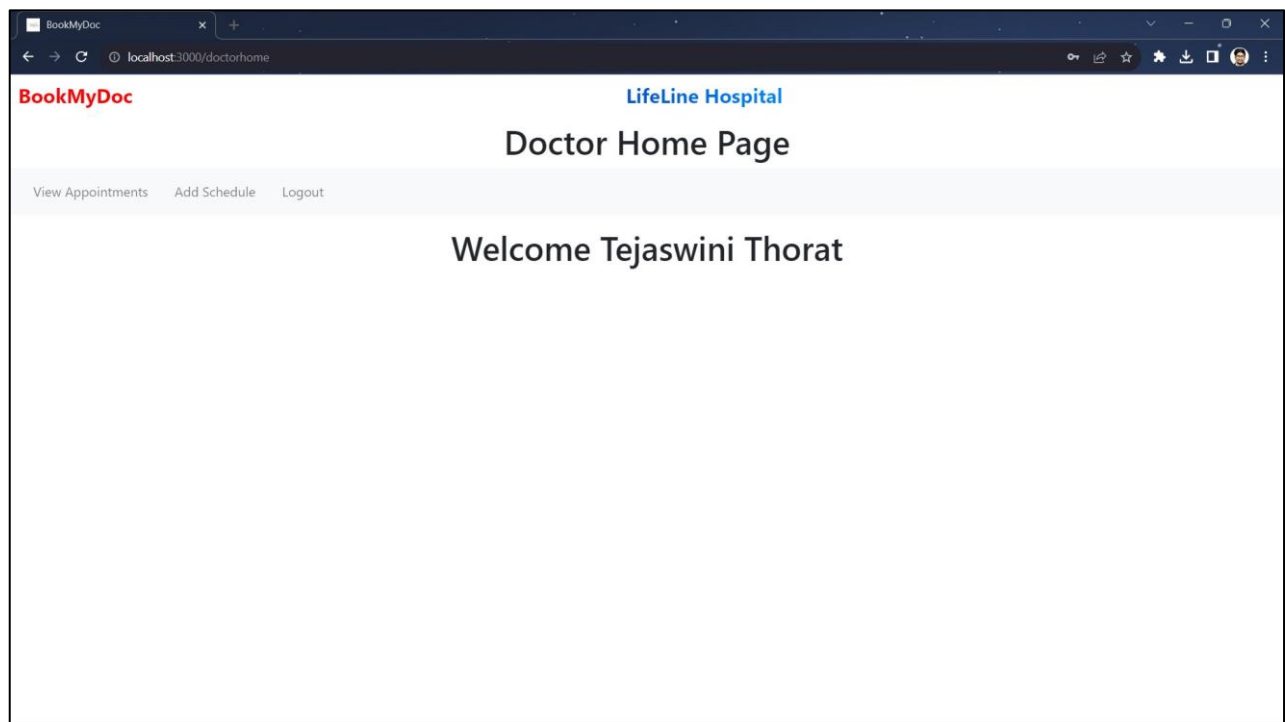 BookMyDoc
localhost:3000/doctorhome
BookMyDoc LifeLine Hospital
Doctor Home Page
View Appointments Add Schedule Logout
Welcome Tejaswini Thorat